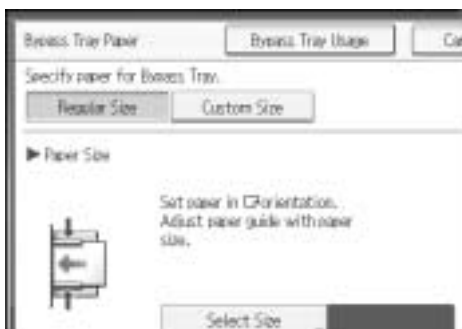 Bypass Tray Paper
Bypass Tray Usage
Ca
Specify paper for Bypass Tray.
Regular Size
Custom Size
▶ Paper Size
Set paper in orientation.
Adjust paper guide with paper
size.
Select Size